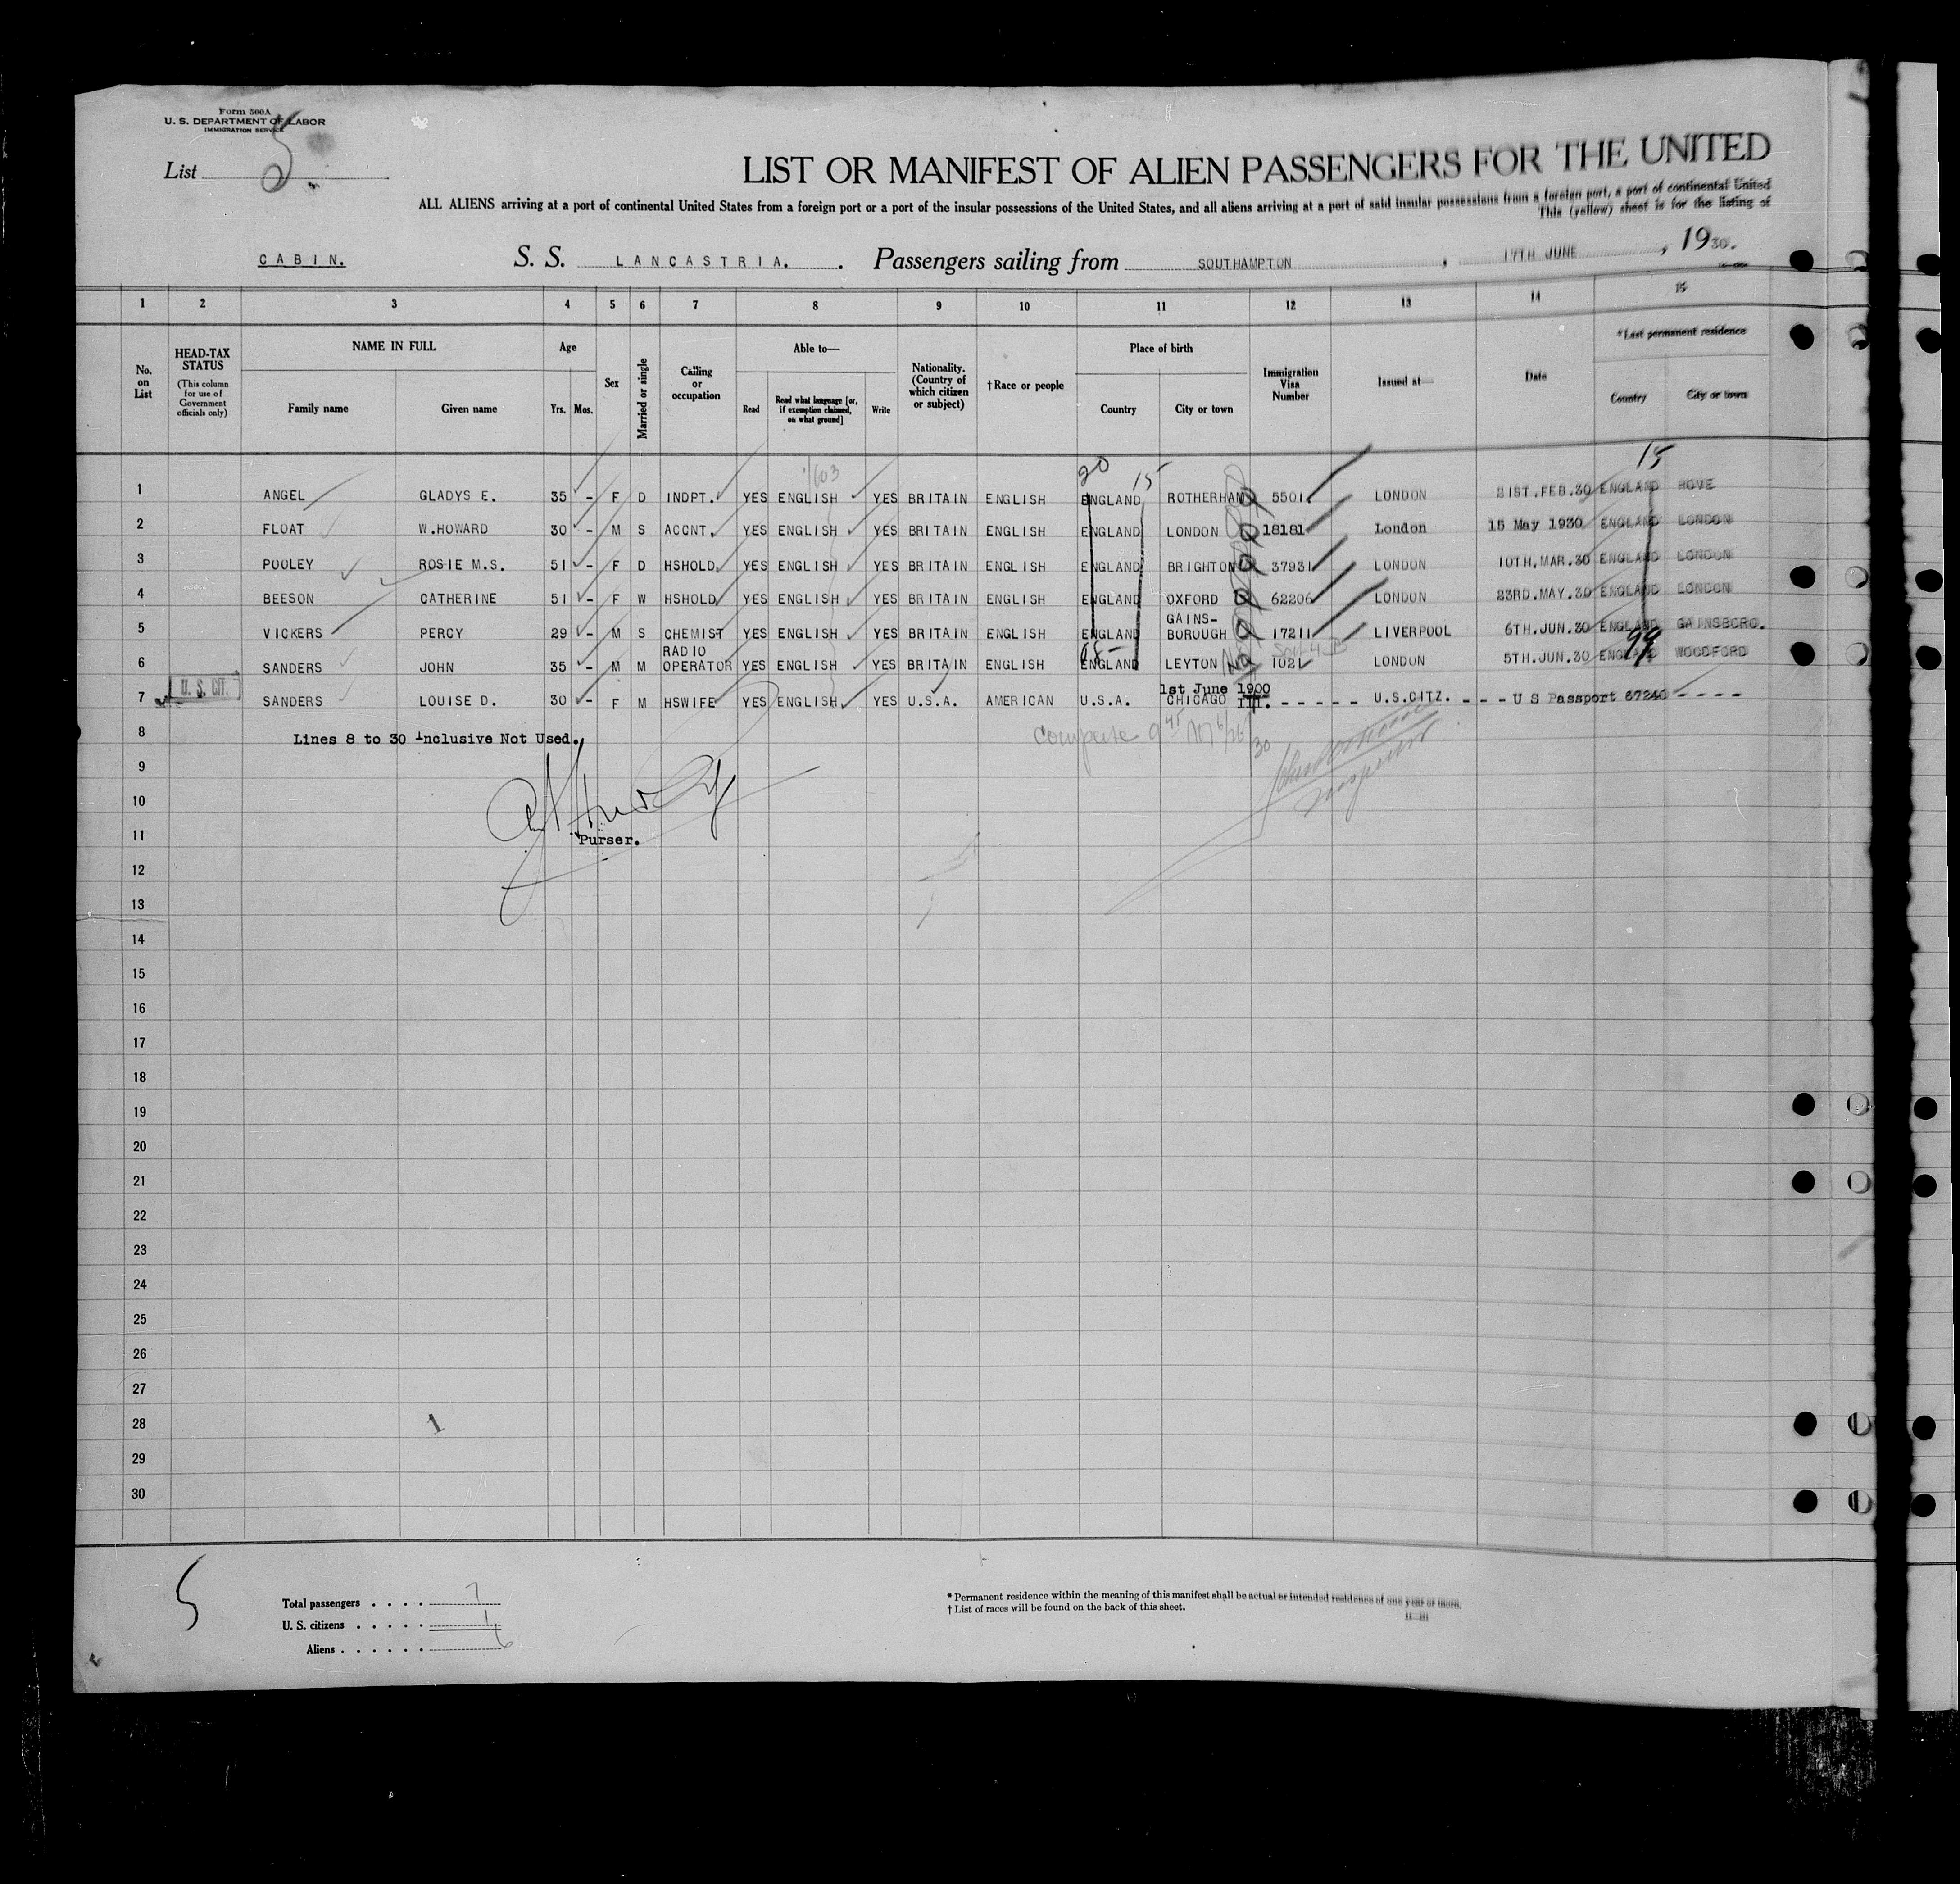 Form 500A
U. S. DEPARTMENT OF LABOR
IMMIGRATION SERVICE
List 5
LIST OR MANIFEST OF ALIEN PASSENGERS FOR THE UNITED
ALL ALIENS arriving at a port of continental United States from a foreign port or a port of the insular possessions of the United States, and all aliens arriving at a port of said insular possessions from a foreign port, a port of continental United
This (yellow) sheet is for the listing of
CABIN. S. S. LANCASTRIA. Passengers sailing from SOUTHAMPTON, 17TH JUNE, 1930.
1 2 3 4 5 6 7 8 9 10 11 12 13 14 15
No. on List
HEAD-TAX STATUS
(This column for use of Government officials only)
NAME IN FULL
Family name Given name
Age
Yrs. Mos.
Sex
Married or single
Calling or occupation
Able to—
Read
Read what language [or, if exemption claimed, on what ground]
Write
Nationality. (Country of which citizen or subject)
† Race or people
Place of birth
Country City or town
Immigration Visa Number
Issued at—
Date
*Last permanent residence
Country City or town
1/603 20 15 15
1 ANGEL GLADYS E. 35 - F D INDPT. YES ENGLISH YES BRITAIN ENGLISH ENGLAND ROTHERHAM 5501 LONDON 21ST.FEB.30 ENGLAND HOVE
2 FLOAT W.HOWARD 30 - M S ACCNT. YES ENGLISH YES BRITAIN ENGLISH ENGLAND LONDON 18181 London 15 May 1930 ENGLAND LONDON
3 POOLEY ROSIE M.S. 51 - F D HSHOLD YES ENGLISH YES BRITAIN ENGLISH ENGLAND BRIGHTON 37931 LONDON 10TH.MAR.30 ENGLAND LONDON
4 BEESON CATHERINE 51 - F W HSHOLD YES ENGLISH YES BRITAIN ENGLISH ENGLAND OXFORD 62206 LONDON 23RD.MAY.30 ENGLAND LONDON
5 VICKERS PERCY 29 - M S CHEMIST YES ENGLISH YES BRITAIN ENGLISH ENGLAND GAINS-BOROUGH 17211 LIVERPOOL 6TH.JUN.30 ENGLAND GAINSBORO.
6 SANDERS JOHN 35 - M M RADIO OPERATOR YES ENGLISH YES BRITAIN ENGLISH ENGLAND LEYTON 1021 LONDON 5TH.JUN.30 ENGLAND WOODFORD
99
U. S. CIT.
7 SANDERS LOUISE D. 30 - F M HSWIFE YES ENGLISH YES U.S.A. AMERICAN U.S.A. 1st June 1900 CHICAGO Ill. - - - - - U.S.CITZ. - - - U S Passport 67240 - - - -
8 Lines 8 to 30 inclusive Not Used.
9
10
11 Purser.
12
13
14
15
16
17
18
19
20
21
22
23
24
25
26
27
28 1
29
30
5
Total passengers . . . . 7
U. S. citizens . . . . . 1
Aliens . . . . . . 6
* Permanent residence within the meaning of this manifest shall be actual or intended residence of one year or more.
† List of races will be found on the back of this sheet.